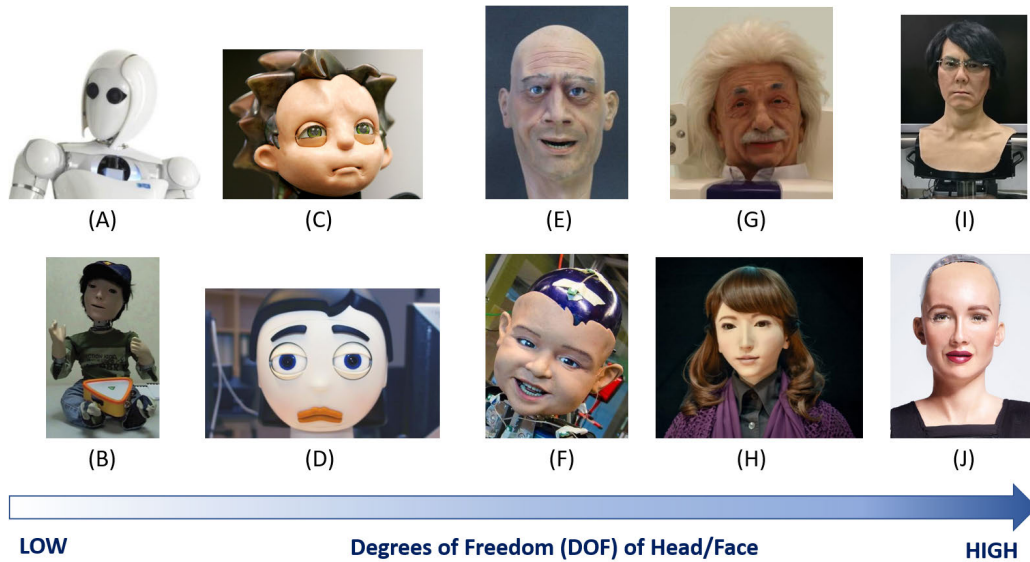 (A)
(C)
(E)
(G)
(I)
(B)
(D)
(F)
(H)
(J)
LOW
Degrees of Freedom (DOF) of Head/Face
HIGH